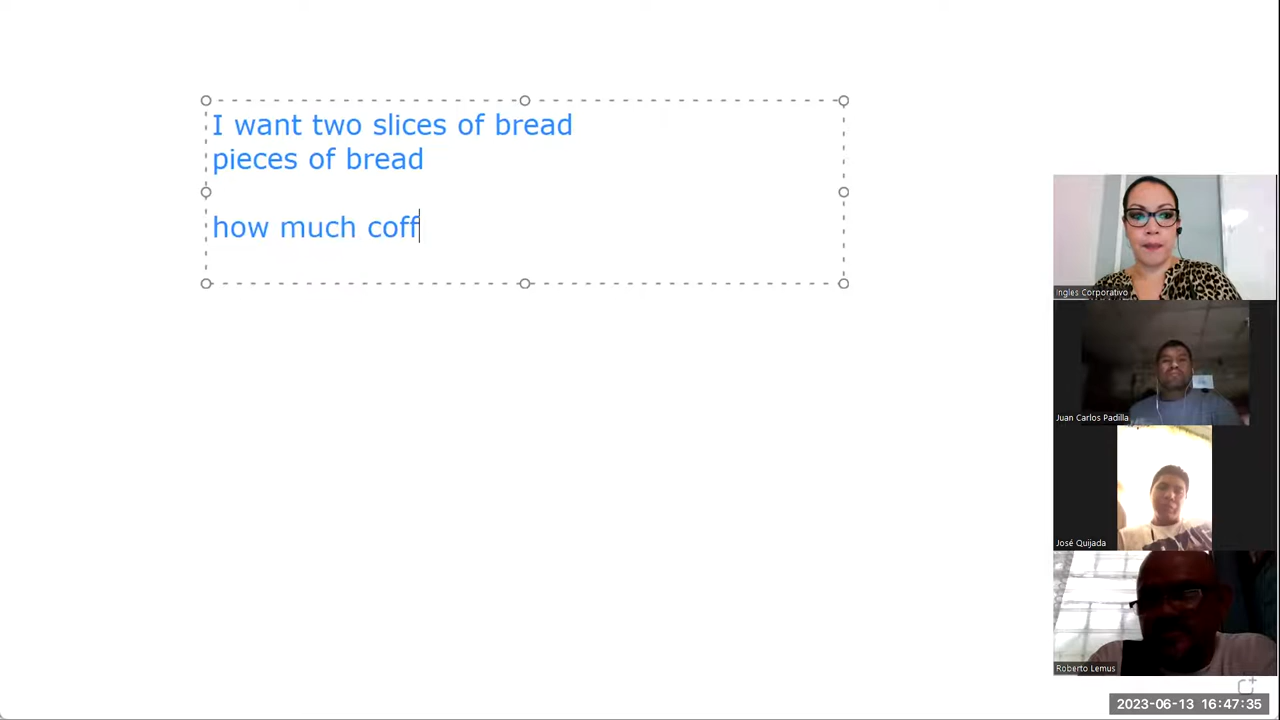 I want two slices of bread
pieces of bread
how much coff
Ingles Corporativo
Juan Carlos Padilla
José Quijada
Roberto Lemus
2023-06-13 16:47:35